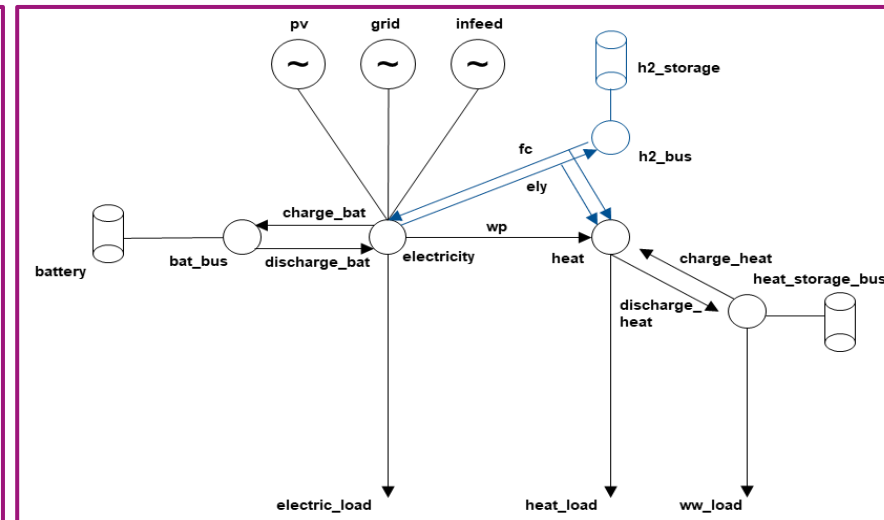 pv
grid
infeed
h2_storage
fc
h2_bus
ely
charge_bat
wp
battery
bat_bus
discharge_bat
electricity
heat
charge_heat
heat_storage_bus
discharge_
heat
electric_load
heat_load
ww_load